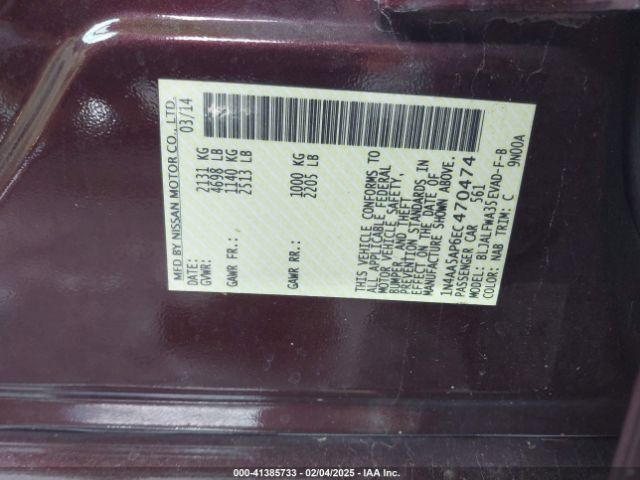 MFD BY NISSAN MOTOR CO., LTD.
DATE: 03/14
GVWR: 2131 KG
4698 LB
GAWR FR.: 1140 KG
2513 LB
GAWR RR.: 1000 KG
2205 LB
THIS VEHICLE CONFORMS TO
ALL APPLICABLE FEDERAL
MOTOR VEHICLE SAFETY,
BUMPER, AND THEFT
PREVENTION STANDARDS IN
EFFECT ON THE DATE OF
MANUFACTURE SHOWN ABOVE.
1N4AA5AP6EC470474
PASSENGER CAR 561
MODEL: BLJALFWA35EVAD-F-B
COLOR: NAB TRIM: C 9N00A
000-41385733 - 02/04/2025 - IAA Inc.